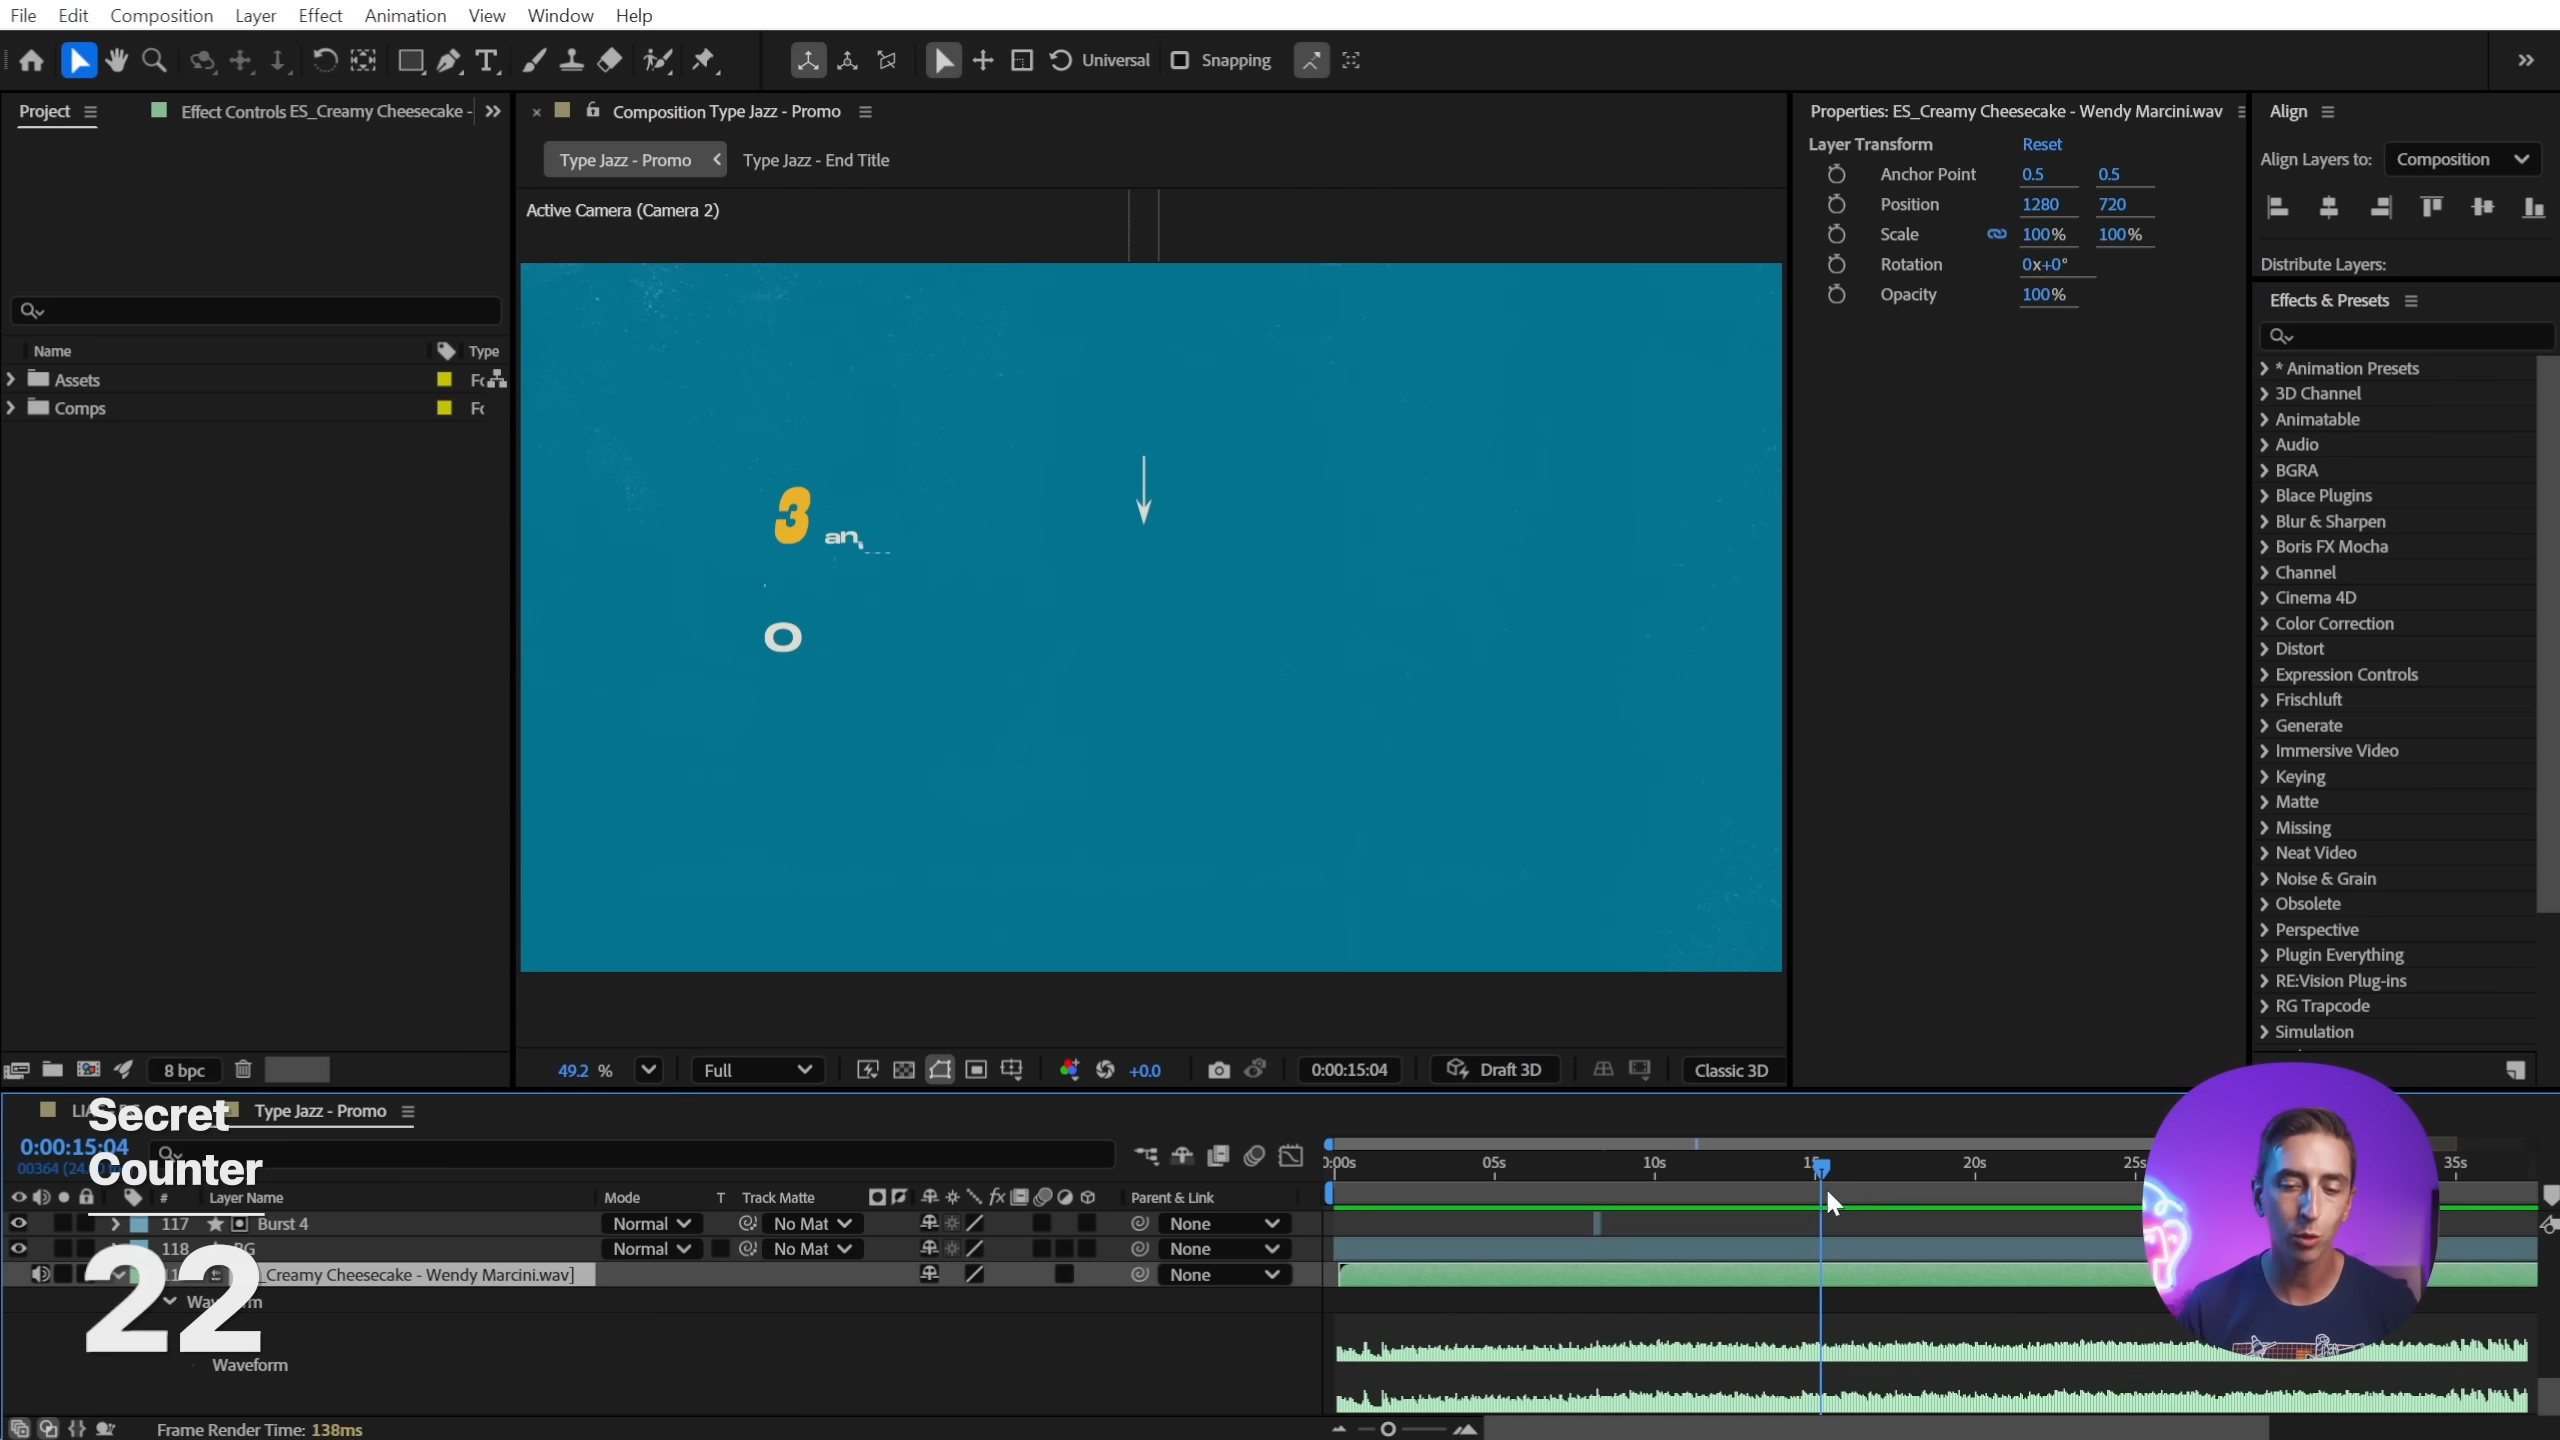 File Edit Composition Layer Effect Animation View Window Help
Universal Snapping
Project Effect Controls ES_Creamy Cheesecake - Composition Type Jazz - Promo Properties: ES_Creamy Cheesecake - Wendy Marcini.wav Align
Type Jazz - Promo Type Jazz - End Title
Active Camera (Camera 2)
Layer Transform Reset
Anchor Point 0.5 0.5
Position 1280 720
Scale 100% 100%
Rotation 0x+0°
Opacity 100%
Align Layers to: Composition
Distribute Layers:
Effects & Presets
* Animation Presets
3D Channel
Animatable
Audio
BGRA
Blace Plugins
Blur & Sharpen
Boris FX Mocha
Channel
Cinema 4D
Color Correction
Distort
Expression Controls
Frischluft
Generate
Immersive Video
Keying
Matte
Missing
Neat Video
Noise & Grain
Obsolete
Perspective
Plugin Everything
RE:Vision Plug-ins
RG Trapcode
Simulation
Name Type
Assets
Comps
3 an
O
8 bpc
49.2 % Full +0.0 0:00:15:04 Draft 3D Classic 3D
Type Jazz - Promo
Secret
Counter
22
0:00:15:04
00364 (24.
0:00s 05s 10s 15s 20s 25s 35s
# Layer Name Mode T Track Matte Parent & Link
117 Burst 4 Normal No Mat None
118 BG Normal No Mat None
_Creamy Cheesecake - Wendy Marcini.wav] None
Waveform
Waveform
Frame Render Time: 138ms